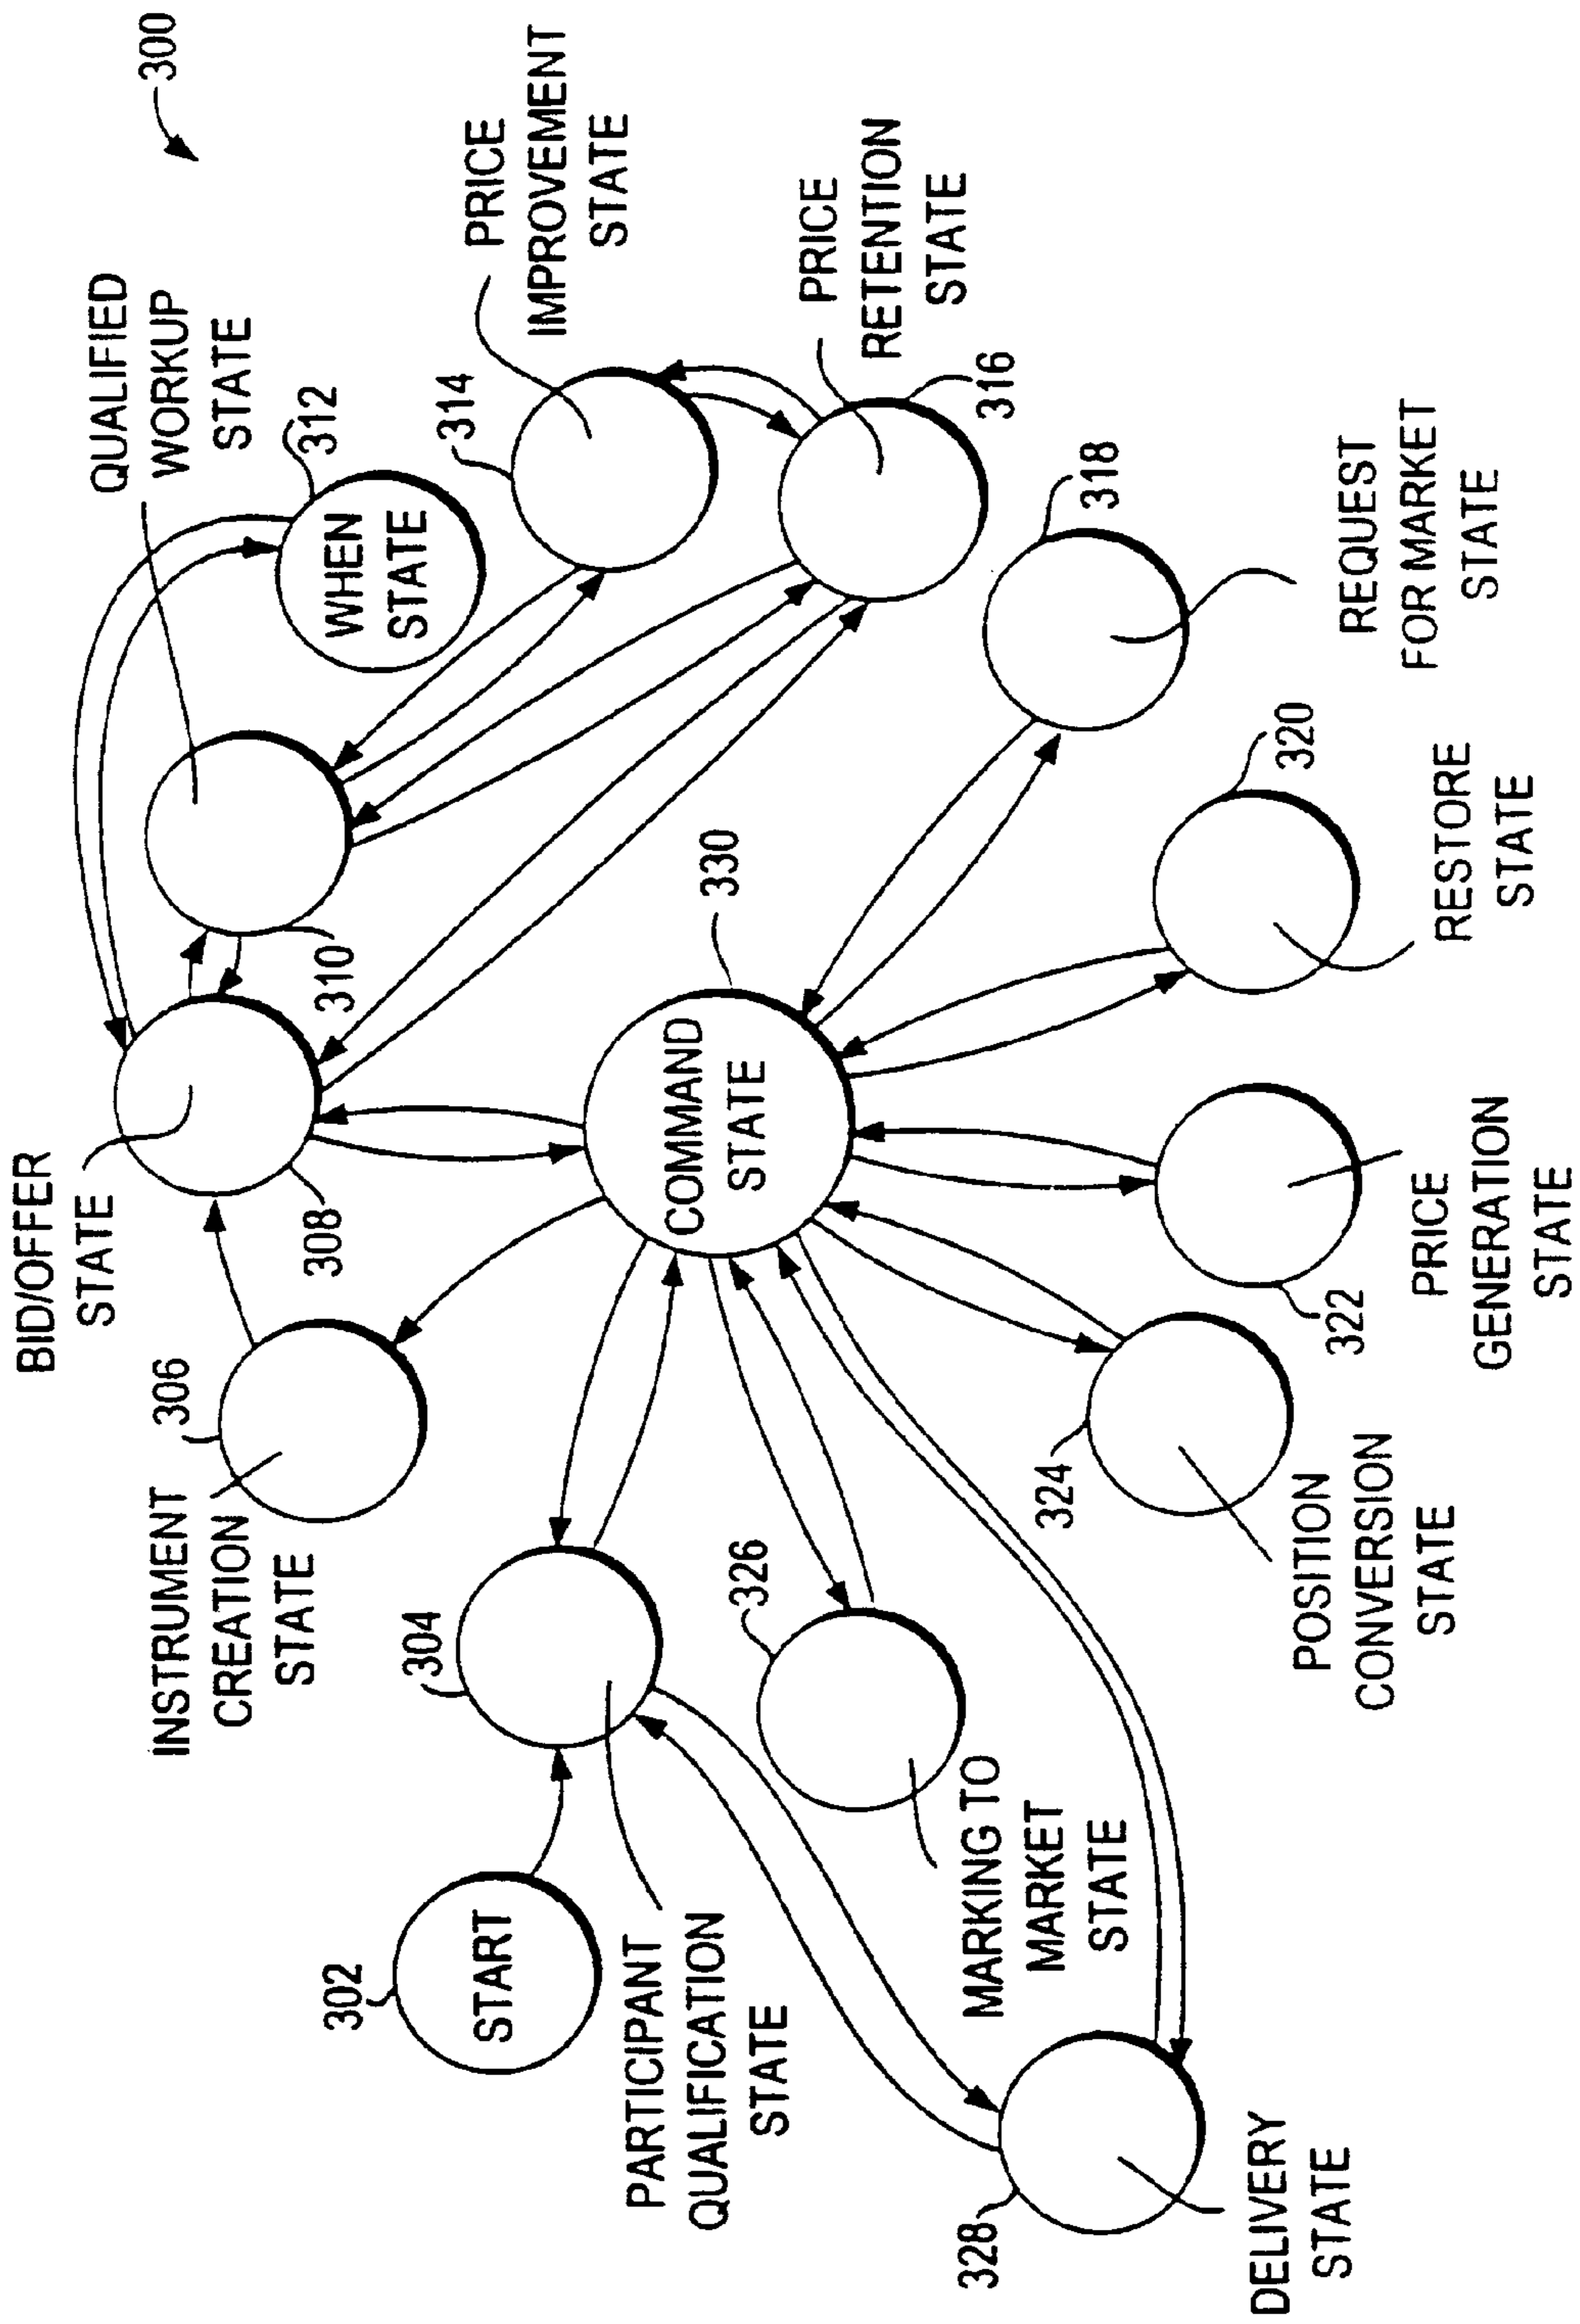 300
BID/OFFER
STATE
QUALIFIED
WORKUP
STATE
INSTRUMENT
CREATION
STATE
306
308
310
312
WHEN
STATE
PRICE
IMPROVEMENT
STATE
314
302
START
304
PARTICIPANT
QUALIFICATION
STATE
326
MARKING TO
MARKET
STATE
COMMAND
STATE
330
PRICE
RETENTION
STATE
316
318
REQUEST
FOR MARKET
STATE
320
RESTORE
STATE
322
PRICE
GENERATION
STATE
324
POSITION
CONVERSION
STATE
328
DELIVERY
STATE